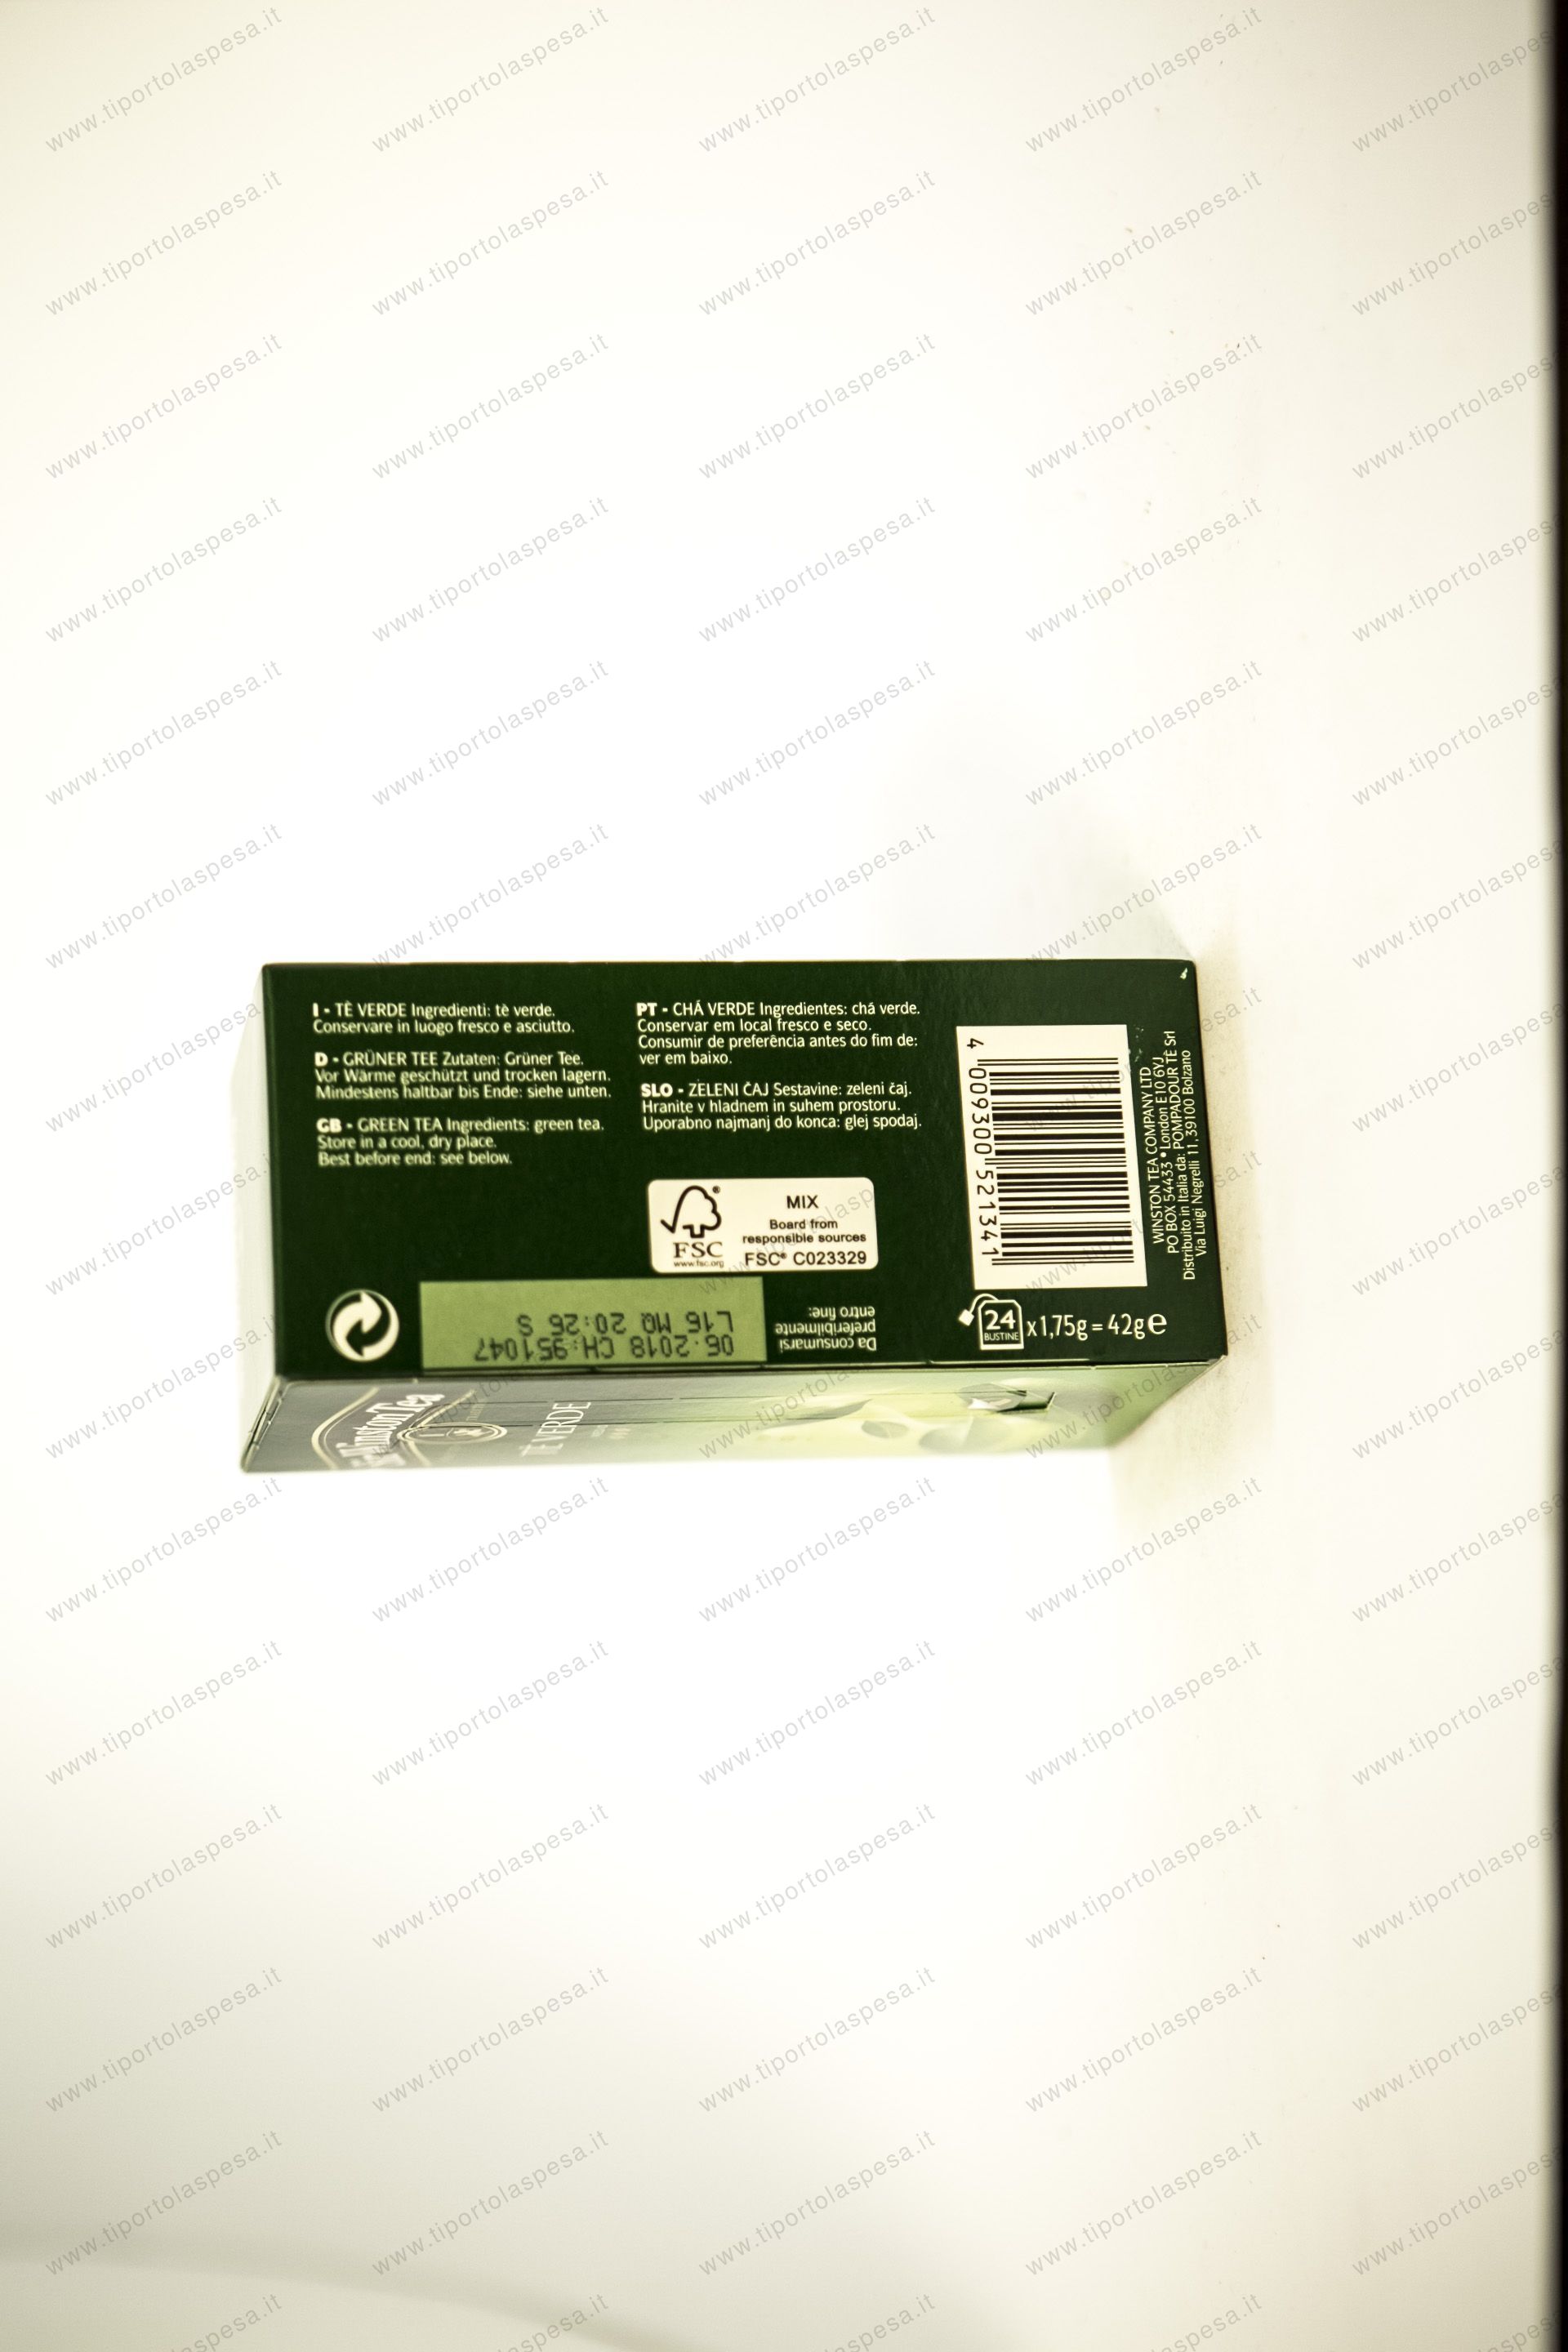 I - TÈ VERDE Ingredienti: tè verde.
Conservare in luogo fresco e asciutto.
D - GRÜNER TEE Zutaten: Grüner Tee.
Vor Wärme geschützt und trocken lagern.
Mindestens haltbar bis Ende: siehe unten.
GB - GREEN TEA Ingredients: green tea.
Store in a cool, dry place.
Best before end: see below.
PT - CHÁ VERDE Ingredientes: chá verde.
Conservar em local fresco e seco.
Consumir de preferência antes do fim de:
ver em baixo.
SLO - ZELENI ČAJ Sestavine: zeleni čaj.
Hranite v hladnem in suhem prostoru.
Uporabno najmanj do konca: glej spodaj.
FSC®
www.fsc.org
MIX
Board from
responsible sources
FSC® C023329
4 009300 521341
WINSTON TEA COMPANY LTD
PO BOX 54433 • London E10 6YJ
Distribuito in Italia da: POMPADOUR TÈ Srl
Via Luigi Negrelli 11, 39100 Bolzano
24
BUSTINE
x 1,75g = 42g e
Da consumarsi
preferibilmente
entro fine:
06.2018 CH:951047
L16 MQ 20:26 S
Sir Winston Tea
TÈ VERDE
www.tiportolaspesa.it